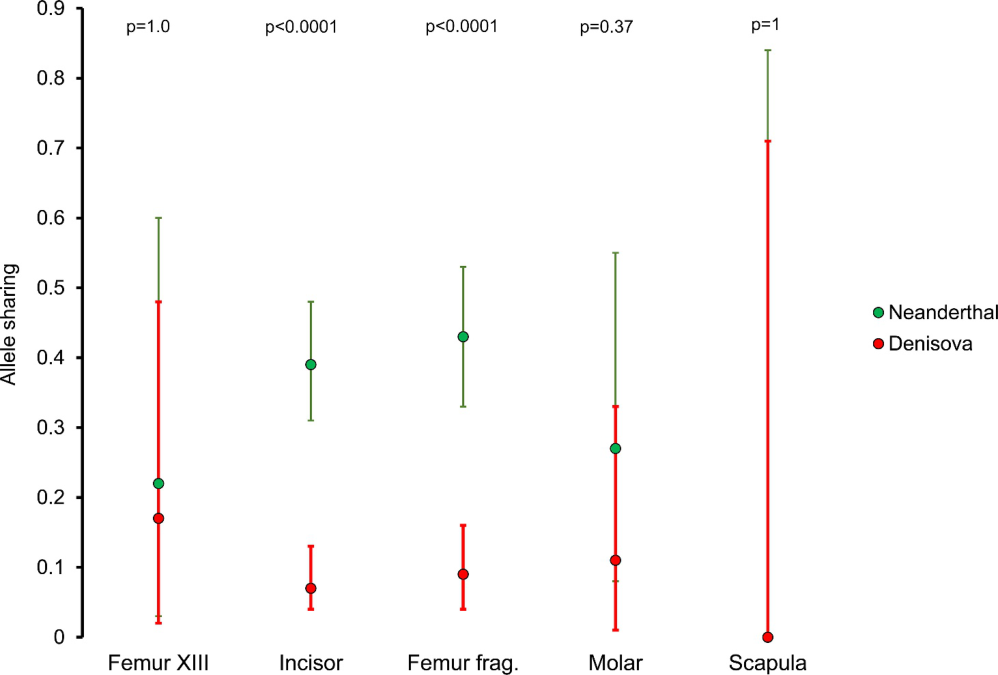 0.9
p=1.0 p<0.0001 p<0.0001 p=0.37 p=1
0.8
0.7
0.6
0.5
0.4
0.3
0.2
0.1
0
Allele sharing
Neanderthal
Denisova
Femur XIII Incisor Femur frag. Molar Scapula